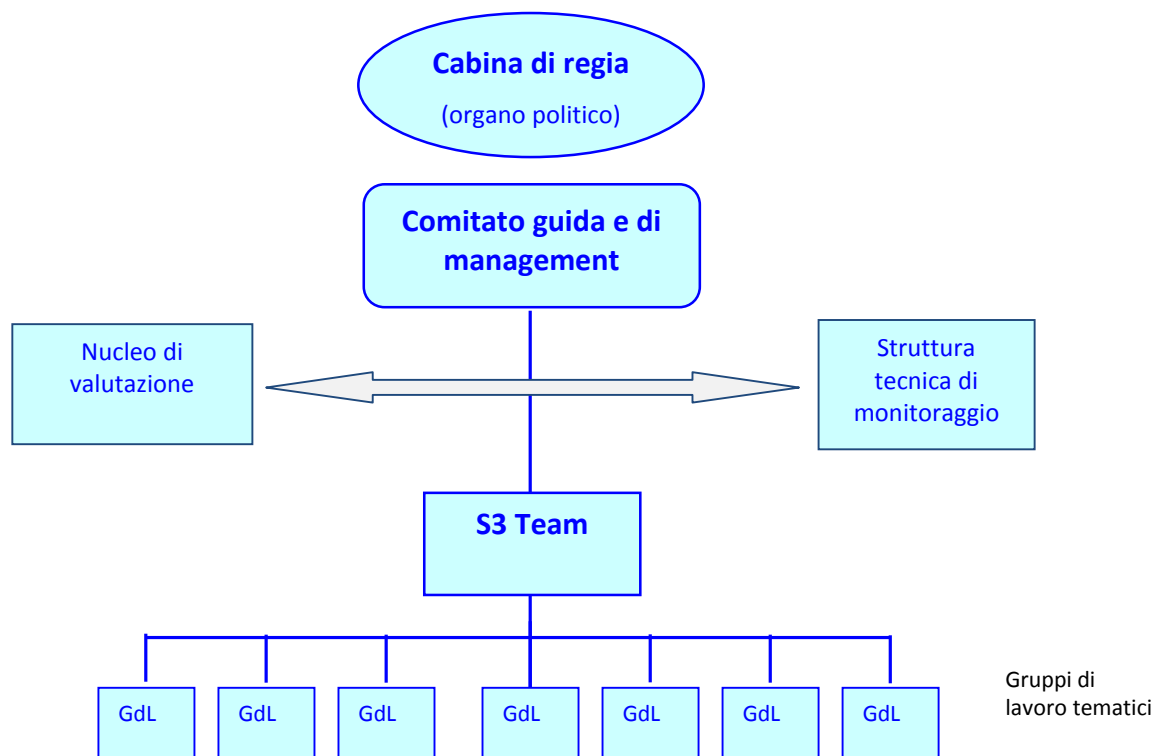 Cabina di regia
(organo politico)
Comitato guida e di
management
Nucleo di
valutazione
Struttura
tecnica di
monitoraggio
S3 Team
GdL
GdL
GdL
GdL
GdL
GdL
GdL
Gruppi di
lavoro tematici